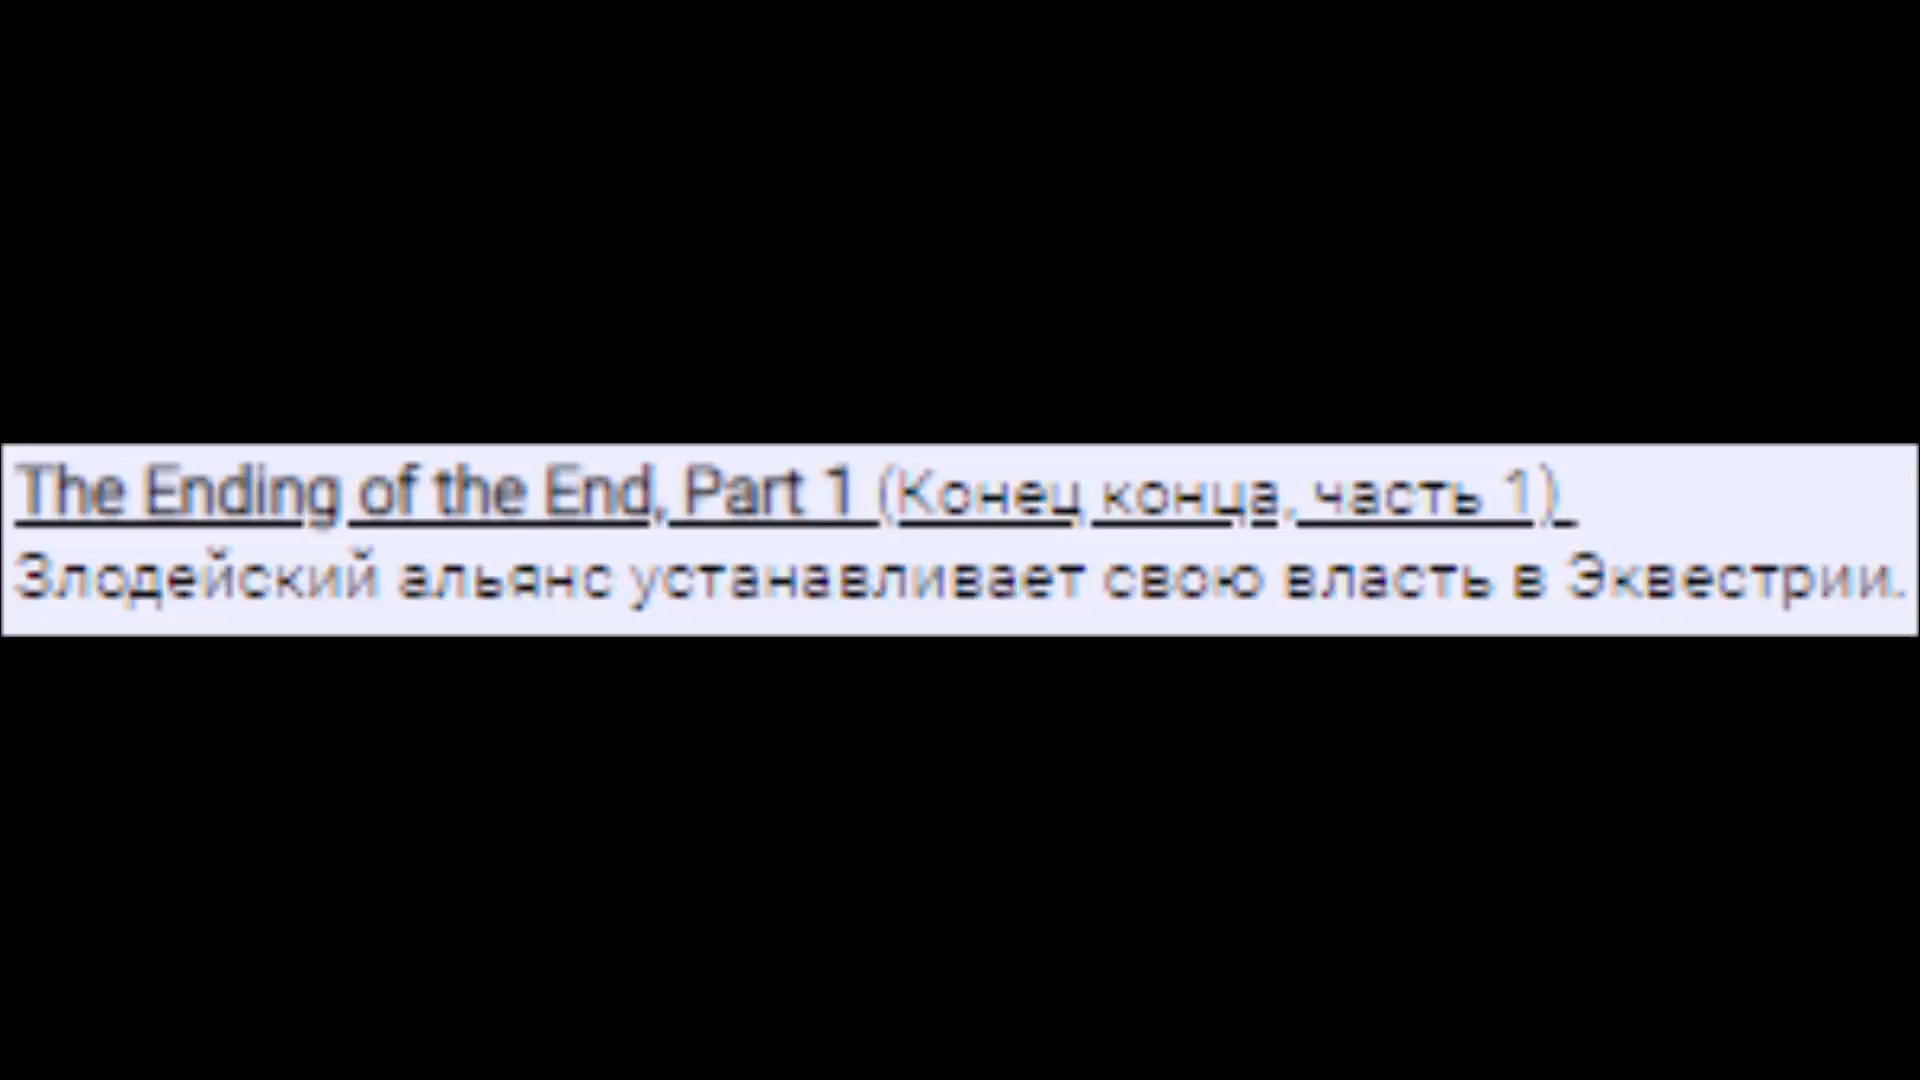 The Ending of the End, Part 1 (Конец конца, часть 1)
Злодейский альянс устанавливает свою власть в Эквестрии.